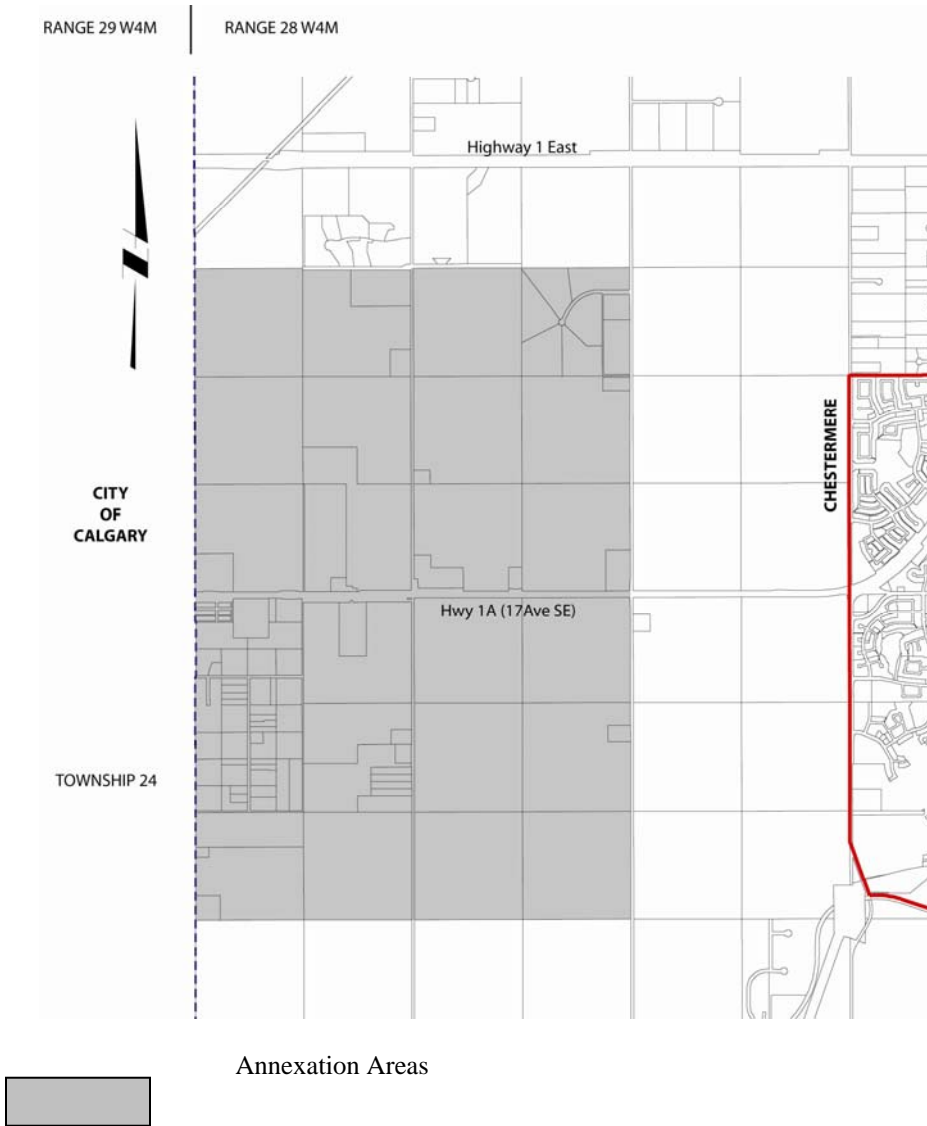 RANGE 29 W4M
RANGE 28 W4M
Highway 1 East
CHESTERMERE
CITY
OF
CALGARY
Hwy 1A (17Ave SE)
TOWNSHIP 24
Annexation Areas